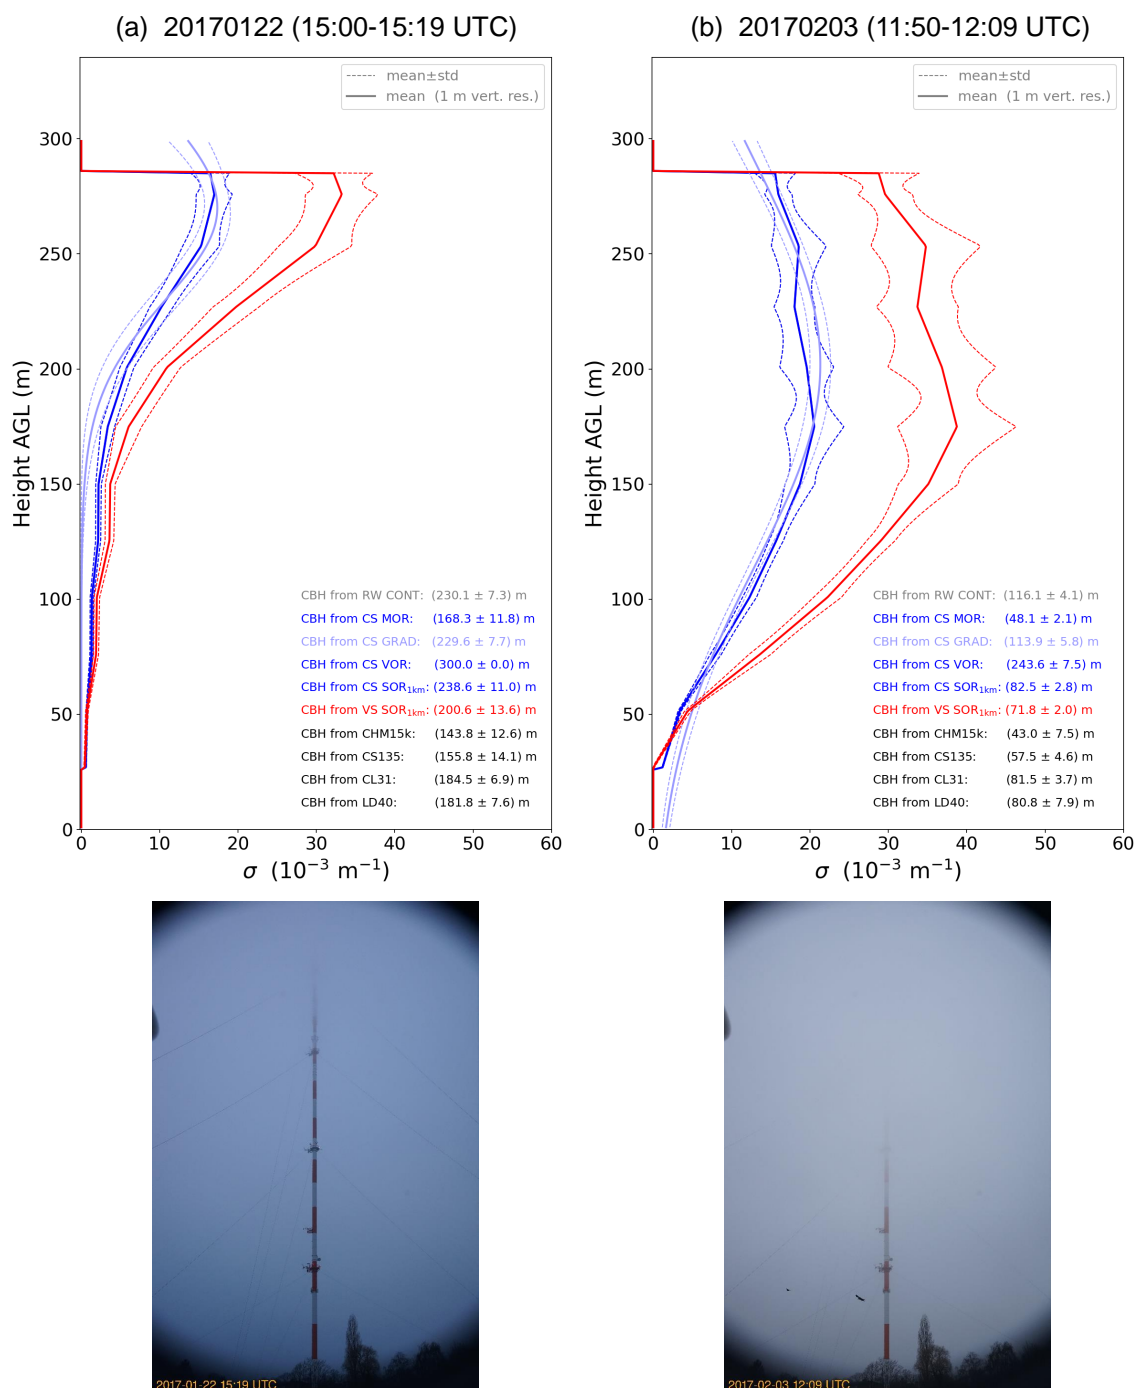 (a) 20170122 (15:00-15:19 UTC)
mean±std
mean (1 m vert. res.)
300
250
200
150
100
50
0
Height AGL (m)
CBH from RW CONT: (230.1 ± 7.3) m
CBH from CS MOR: (168.3 ± 11.8) m
CBH from CS GRAD: (229.6 ± 7.7) m
CBH from CS VOR: (300.0 ± 0.0) m
CBH from CS SOR1km: (238.6 ± 11.0) m
CBH from VS SOR1km: (200.6 ± 13.6) m
CBH from CHM15k: (143.8 ± 12.6) m
CBH from CS135: (155.8 ± 14.1) m
CBH from CL31: (184.5 ± 6.9) m
CBH from LD40: (181.8 ± 7.6) m
0 10 20 30 40 50 60
σ (10⁻³ m⁻¹)
2017-01-22 15:19 UTC
(b) 20170203 (11:50-12:09 UTC)
mean±std
mean (1 m vert. res.)
300
250
200
150
100
50
0
Height AGL (m)
CBH from RW CONT: (116.1 ± 4.1) m
CBH from CS MOR: (48.1 ± 2.1) m
CBH from CS GRAD: (113.9 ± 5.8) m
CBH from CS VOR: (243.6 ± 7.5) m
CBH from CS SOR1km: (82.5 ± 2.8) m
CBH from VS SOR1km: (71.8 ± 2.0) m
CBH from CHM15k: (43.0 ± 7.5) m
CBH from CS135: (57.5 ± 4.6) m
CBH from CL31: (81.5 ± 3.7) m
CBH from LD40: (80.8 ± 7.9) m
0 10 20 30 40 50 60
σ (10⁻³ m⁻¹)
2017-02-03 12:09 UTC